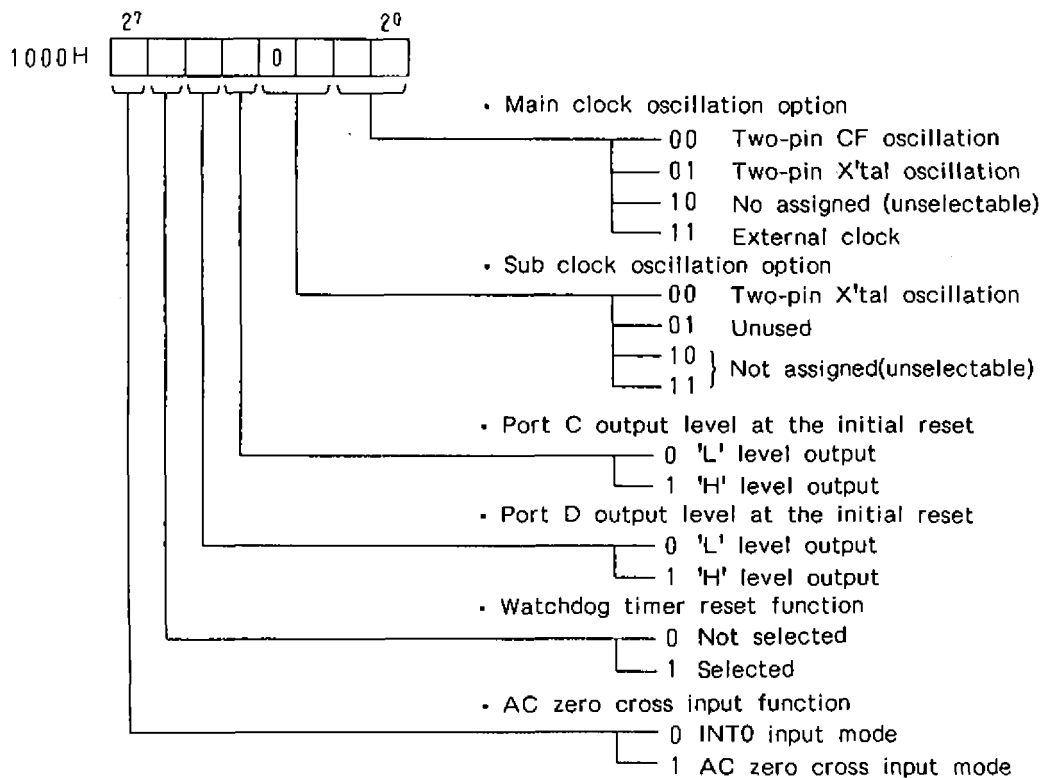 2⁷ 2⁰
1000H 0
• Main clock oscillation option
00 Two-pin CF oscillation
01 Two-pin X'tal oscillation
10 No assigned (unselectable)
11 External clock
• Sub clock oscillation option
00 Two-pin X'tal oscillation
01 Unused
10
11 } Not assigned(unselectable)
• Port C output level at the initial reset
0 'L' level output
1 'H' level output
• Port D output level at the initial reset
0 'L' level output
1 'H' level output
• Watchdog timer reset function
0 Not selected
1 Selected
• AC zero cross input function
0 INT0 input mode
1 AC zero cross input mode